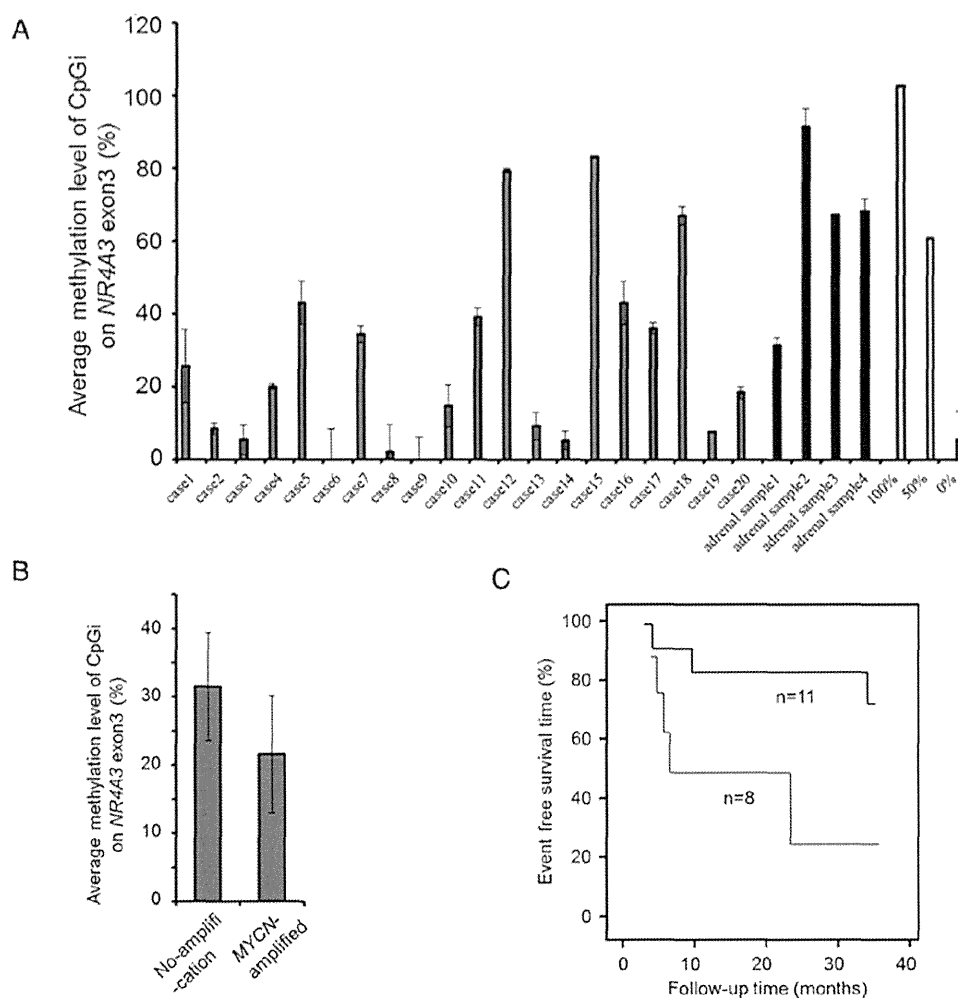 A
Average methylation level of CpGi
on NR4A3 exon3 (%)
120
100
80
60
40
20
0
case1
case2
case3
case4
case5
case6
case7
case8
case9
case10
case11
case12
case13
case14
case15
case16
case17
case18
case19
case20
adrenal sample1
adrenal sample2
adrenal sample3
adrenal sample4
100%
50%
0%
B
Average methylation level of CpGi
on NR4A3 exon3 (%)
40
30
20
10
0
No-amplifi
-cation
MYCN-
amplified
C
Event free survival time (%)
100
80
60
40
20
0
n=11
n=8
0
10
20
30
40
Follow-up time (months)